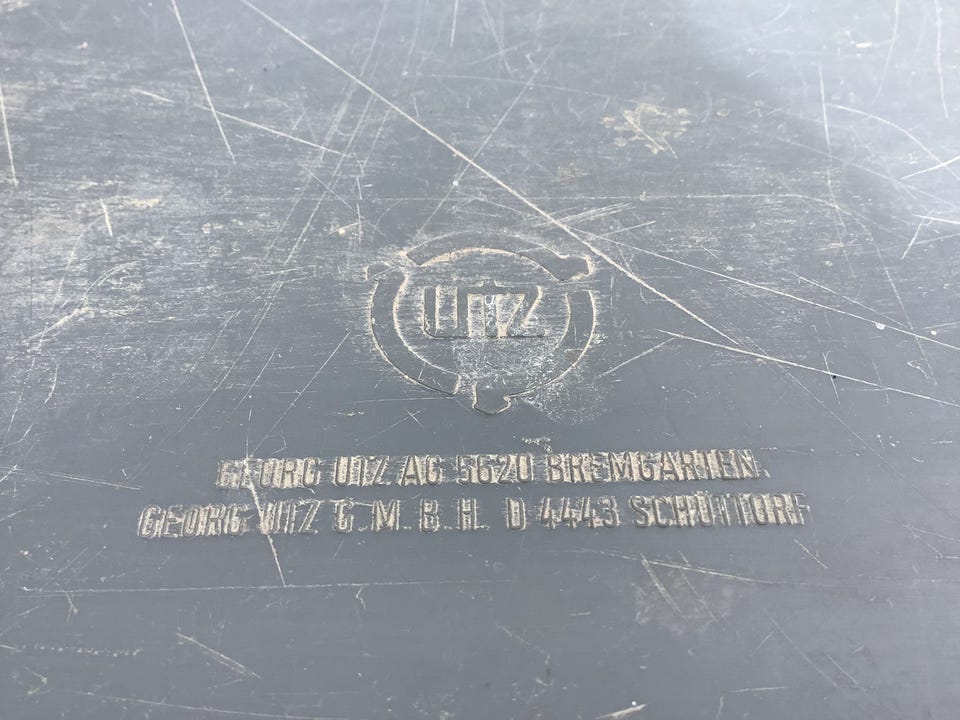 UTZ
GEORG UTZ AG 5620 BREMGARTEN
GEORG UTZ G.M.B.H. D 4443 SCHÜTTORF